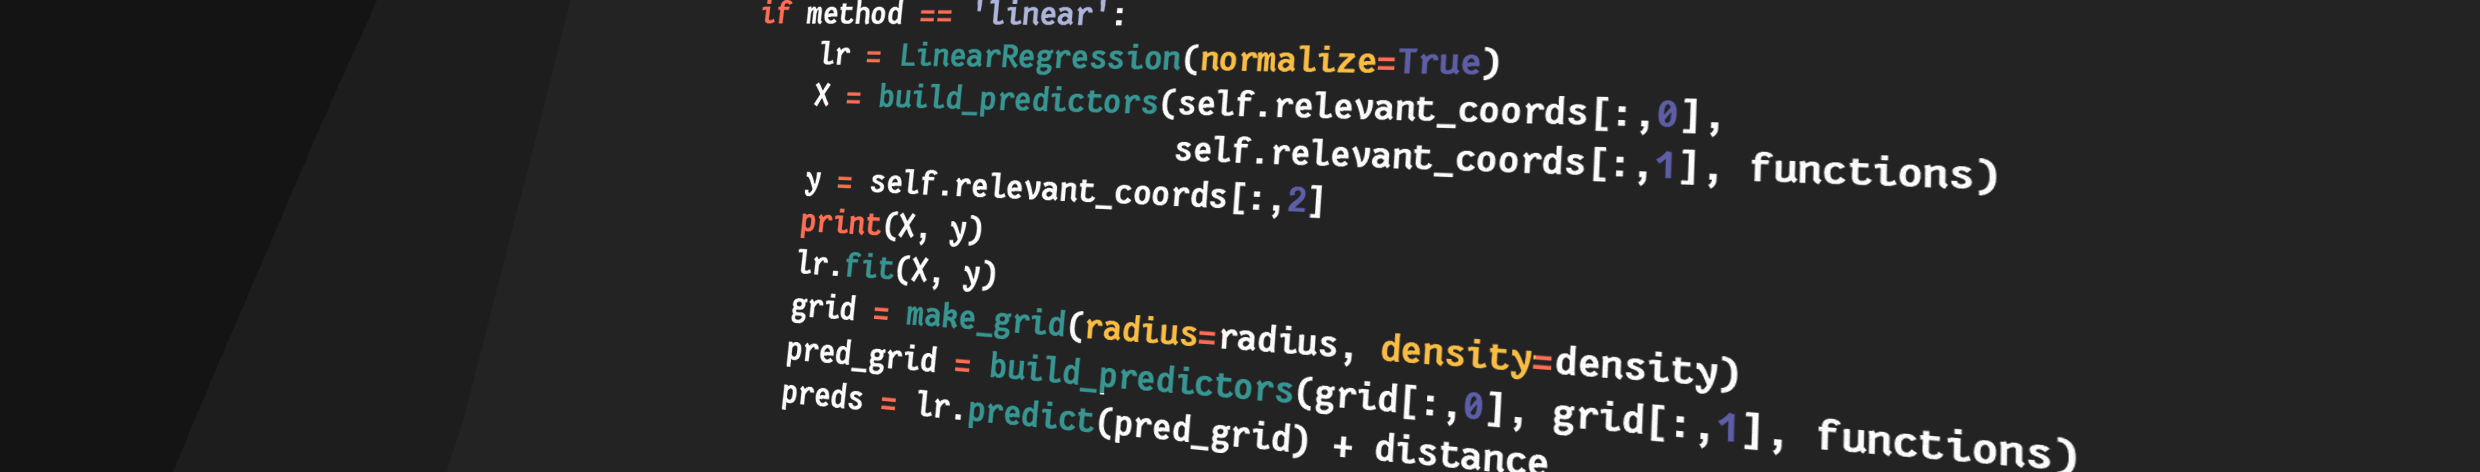 if method == 'linear':
lr = LinearRegression(normalize=True)
X = build_predictors(self.relevant_coords[:,0],
self.relevant_coords[:,1], functions)
y = self.relevant_coords[:,2]
print(X, y)
lr.fit(X, y)
grid = make_grid(radius=radius, density=density)
pred_grid = build_predictors(grid[:,0], grid[:,1], functions)
preds = lr.predict(pred_grid) + distance